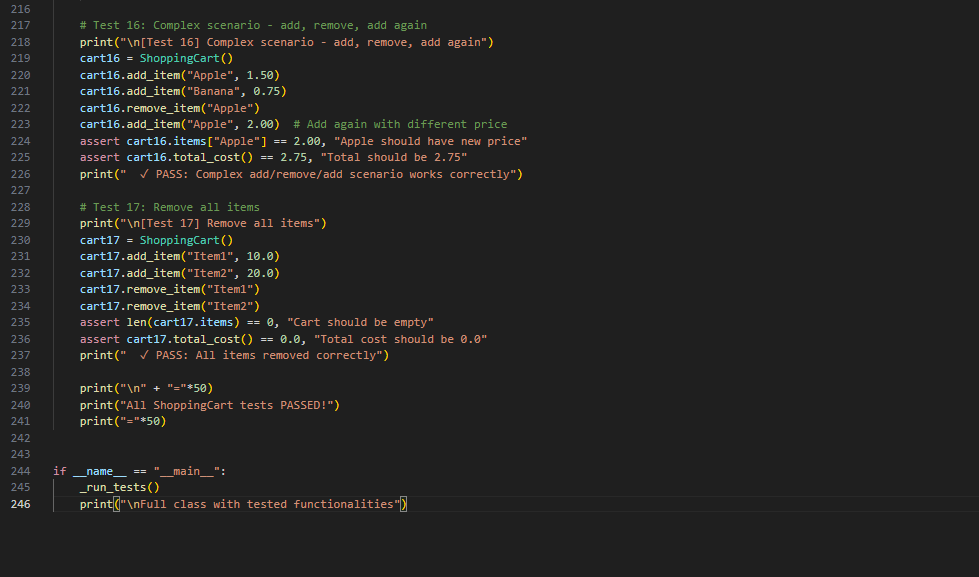 216
217     # Test 16: Complex scenario - add, remove, add again
218     print("\n[Test 16] Complex scenario - add, remove, add again")
219     cart16 = ShoppingCart()
220     cart16.add_item("Apple", 1.50)
221     cart16.add_item("Banana", 0.75)
222     cart16.remove_item("Apple")
223     cart16.add_item("Apple", 2.00)  # Add again with different price
224     assert cart16.items["Apple"] == 2.00, "Apple should have new price"
225     assert cart16.total_cost() == 2.75, "Total should be 2.75"
226     print("  ✓ PASS: Complex add/remove/add scenario works correctly")
227
228     # Test 17: Remove all items
229     print("\n[Test 17] Remove all items")
230     cart17 = ShoppingCart()
231     cart17.add_item("Item1", 10.0)
232     cart17.add_item("Item2", 20.0)
233     cart17.remove_item("Item1")
234     cart17.remove_item("Item2")
235     assert len(cart17.items) == 0, "Cart should be empty"
236     assert cart17.total_cost() == 0.0, "Total cost should be 0.0"
237     print("  ✓ PASS: All items removed correctly")
238
239     print("\n" + "="*50)
240     print("All ShoppingCart tests PASSED!")
241     print("="*50)
242
243
244 if __name__ == "__main__":
245     _run_tests()
246     print("\nFull class with tested functionalities")